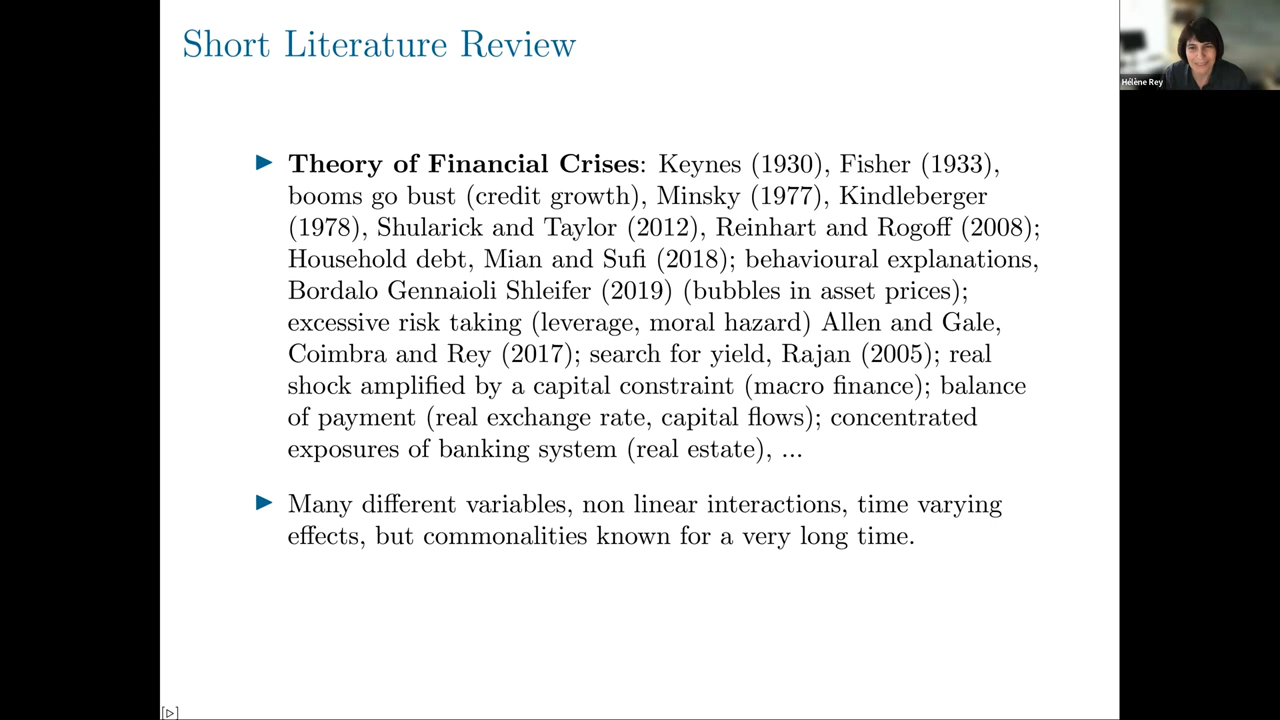 Short Literature Review
Hélène Rey
► Theory of Financial Crises: Keynes (1930), Fisher (1933),
booms go bust (credit growth), Minsky (1977), Kindleberger
(1978), Shularick and Taylor (2012), Reinhart and Rogoff (2008);
Household debt, Mian and Sufi (2018); behavioural explanations,
Bordalo Gennaioli Shleifer (2019) (bubbles in asset prices);
excessive risk taking (leverage, moral hazard) Allen and Gale,
Coimbra and Rey (2017); search for yield, Rajan (2005); real
shock amplified by a capital constraint (macro finance); balance
of payment (real exchange rate, capital flows); concentrated
exposures of banking system (real estate), ...
► Many different variables, non linear interactions, time varying
effects, but commonalities known for a very long time.